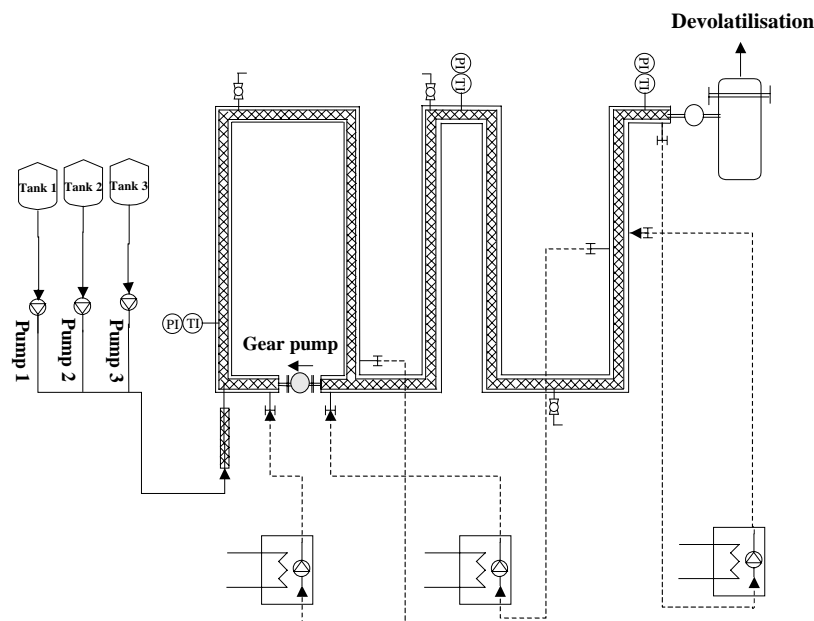 Devolatilisation
PI
TI
PI
TI
Tank 1
Tank 2
Tank 3
Pump 1
Pump 2
Pump 3
PI
TI
Gear pump